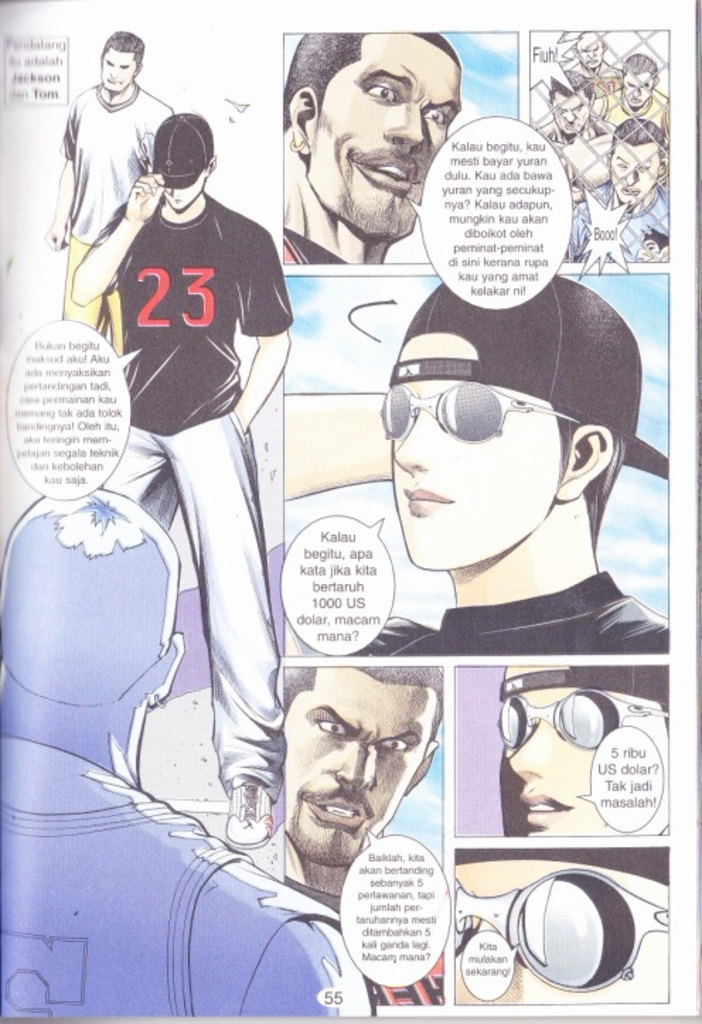 Pendatang
itu adalah
Jackson
dan Tom.
Bukan begitu
maksud aku! Aku
ada menyaksikan
pertandingan tadi,
cara permainan kau
memang tak ada tolok
bandingnya! Oleh itu,
aku teringin mem-
pelajari segala teknik
dan kebolehan
kau saja.
23
Kalau begitu, kau
mesti bayar yuran
dulu. Kau ada bawa
yuran yang secukup-
nya? Kalau adapun,
mungkin kau akan
diboikot oleh
peminat-peminat
di sini kerana rupa
kau yang amat
kelakar ni!
Fiuh!
Booo!
Kalau
begitu, apa
kata jika kita
bertaruh
1000 US
dolar, macam
mana?
Baiklah, kita
akan bertanding
sebanyak 5
perlawanan, tapi
jumlah per-
taruhannya mesti
ditambahkan 5
kali ganda lagi.
Macam mana?
5 ribu
US dolar?
Tak jadi
masalah!
Kita
mulakan
sekarang!
55